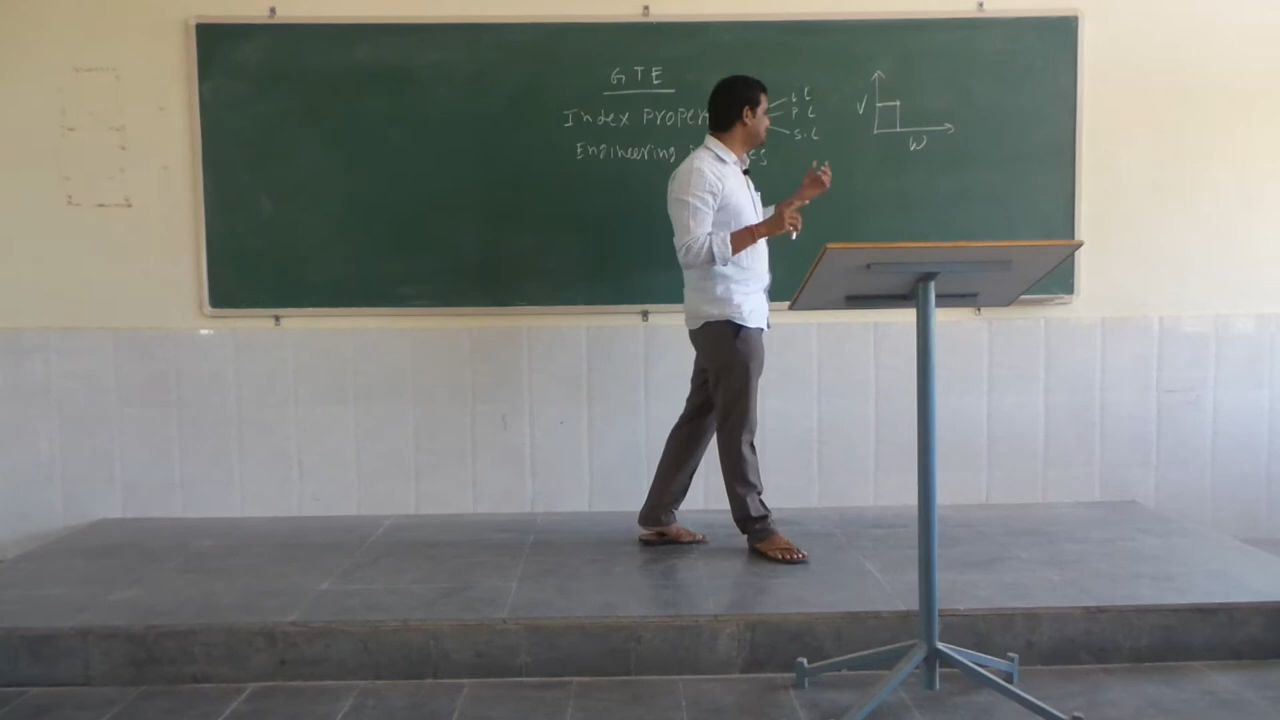 GTE
Index Proper
L L
P L
S.L
Engineering
V
W